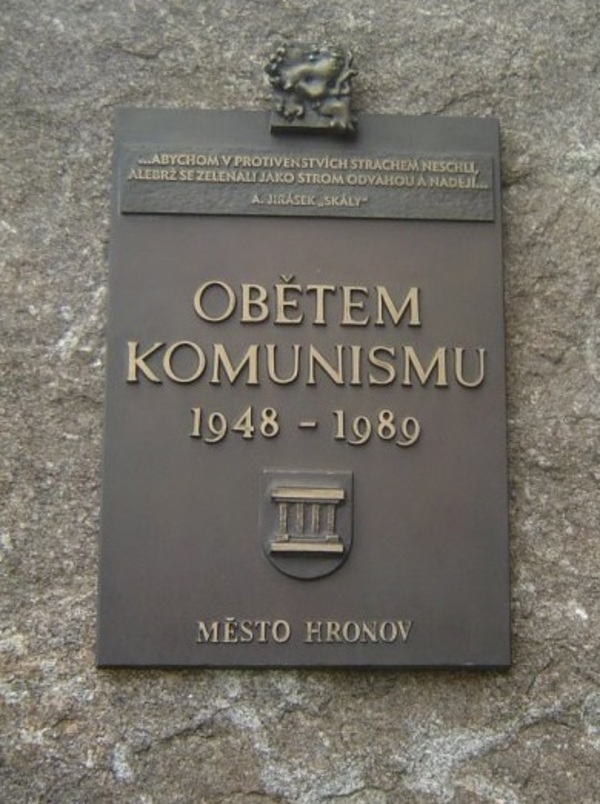 ...ABYCHOM V PROTIVENSTVÍCH STRACHEM NESCHLI,
ALEBRŽ SE ZELENALI JAKO STROM ODVAHOU A NADĚJÍ...
A. JIRÁSEK „SKÁLY"
OBĚTEM
KOMUNISMU
1948 - 1989
MĚSTO HRONOV